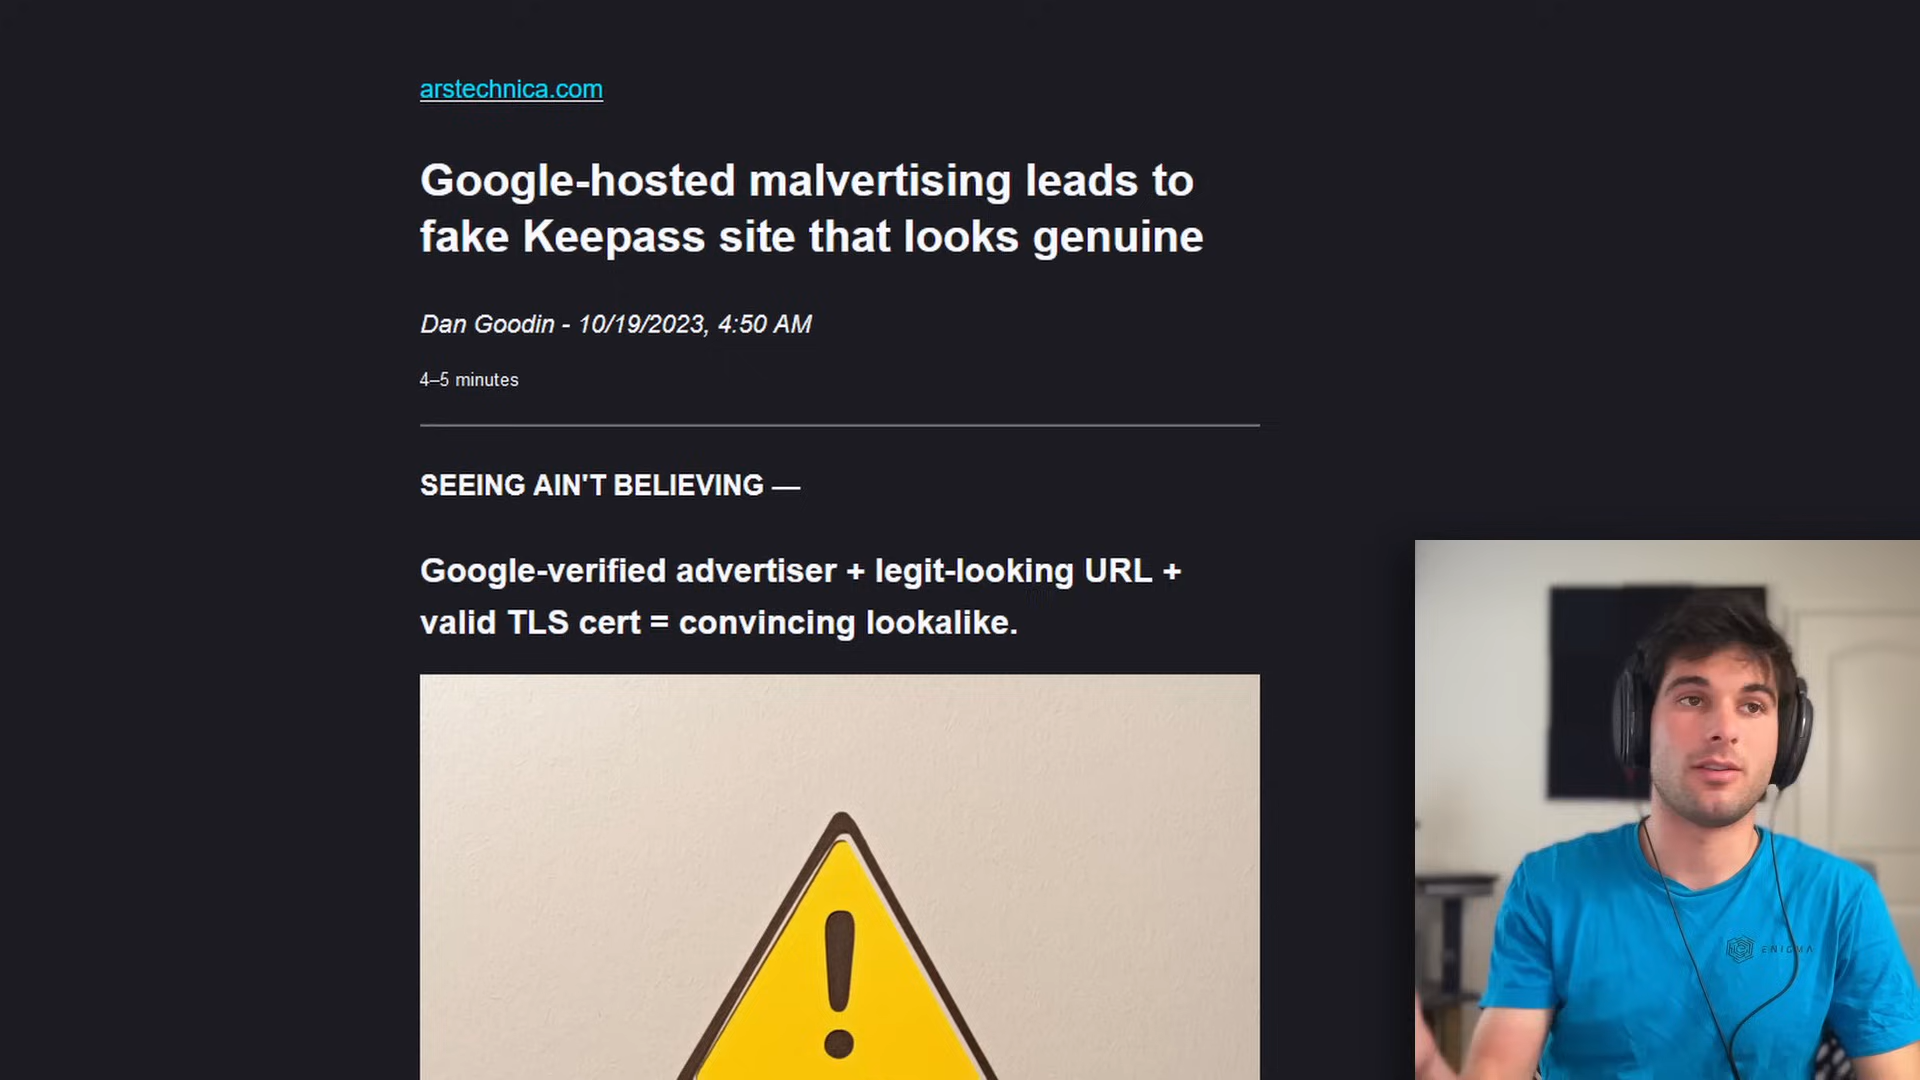 arstechnica.com
Google-hosted malvertising leads to
fake Keepass site that looks genuine
Dan Goodin - 10/19/2023, 4:50 AM
4–5 minutes
SEEING AIN'T BELIEVING —
Google-verified advertiser + legit-looking URL +
valid TLS cert = convincing lookalike.
ENIGMA